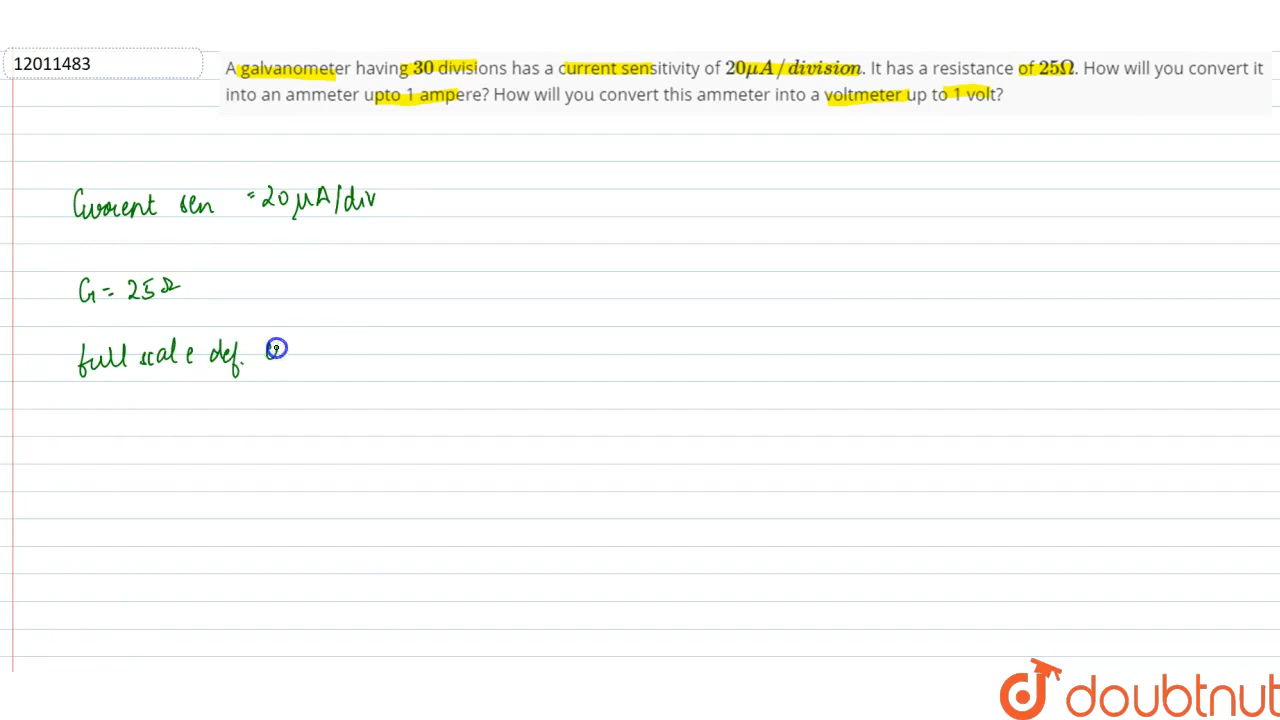 12011483
A galvanometer having 30 divisions has a current sensitivity of 20μA/division. It has a resistance of 25Ω. How will you convert it
into an ammeter upto 1 ampere? How will you convert this ammeter into a voltmeter up to 1 volt?
Current sen = 20 μA/div
G = 25 Ω
full scale def.
doubtnut